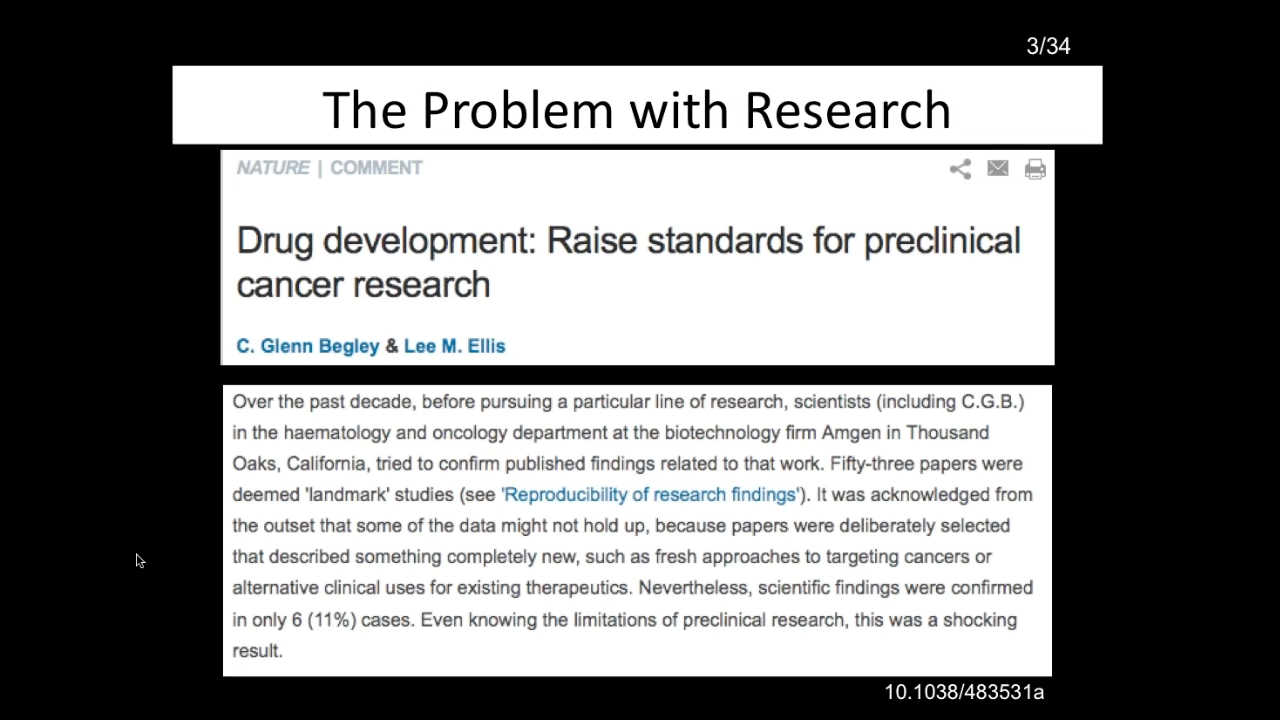 3/34
The Problem with Research
NATURE | COMMENT
Drug development: Raise standards for preclinical
cancer research
C. Glenn Begley & Lee M. Ellis
Over the past decade, before pursuing a particular line of research, scientists (including C.G.B.)
in the haematology and oncology department at the biotechnology firm Amgen in Thousand
Oaks, California, tried to confirm published findings related to that work. Fifty-three papers were
deemed 'landmark' studies (see 'Reproducibility of research findings'). It was acknowledged from
the outset that some of the data might not hold up, because papers were deliberately selected
that described something completely new, such as fresh approaches to targeting cancers or
alternative clinical uses for existing therapeutics. Nevertheless, scientific findings were confirmed
in only 6 (11%) cases. Even knowing the limitations of preclinical research, this was a shocking
result.
10.1038/483531a